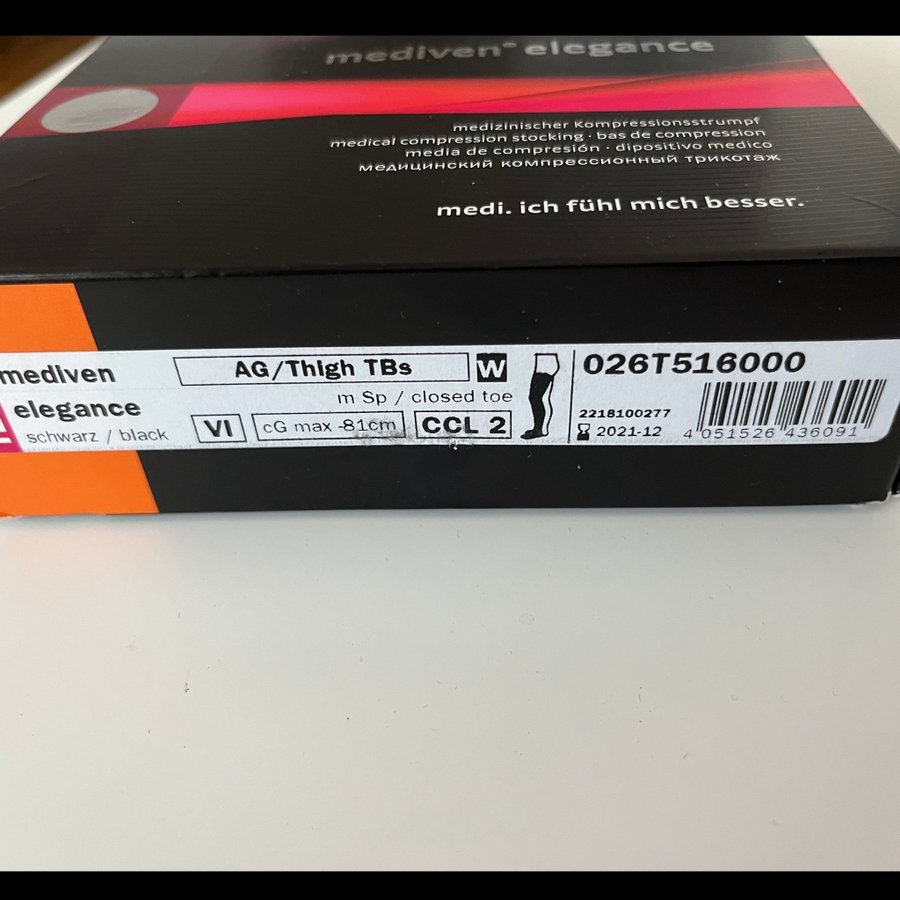 mediven® elegance
medizinischer Kompressionsstrumpf
medical compression stocking · bas de compression
media de compresión · dipositivo medico
медицинский компрессионный трикотаж
medi. ich fühl mich besser.
mediven
elegance
schwarz / black
AG/Thigh TBs
W
m Sp / closed toe
VI
cG max -81cm
CCL 2
026T516000
2218100277
2021-12
4 051526 436091